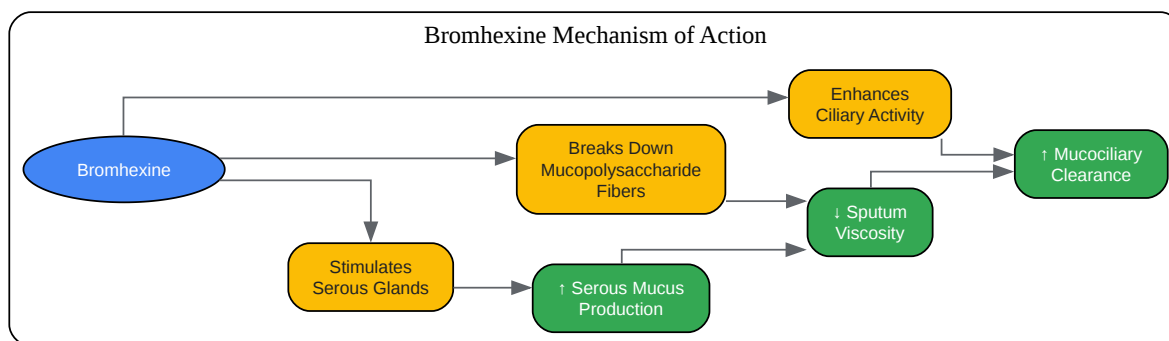 Bromhexine Mechanism of Action
Enhances
Ciliary Activity
Breaks Down
Mucopolysaccharide
Fibers
↑ Mucociliary
Clearance
Bromhexine
↓ Sputum
Viscosity
Stimulates
Serous Glands
↑ Serous Mucus
Production